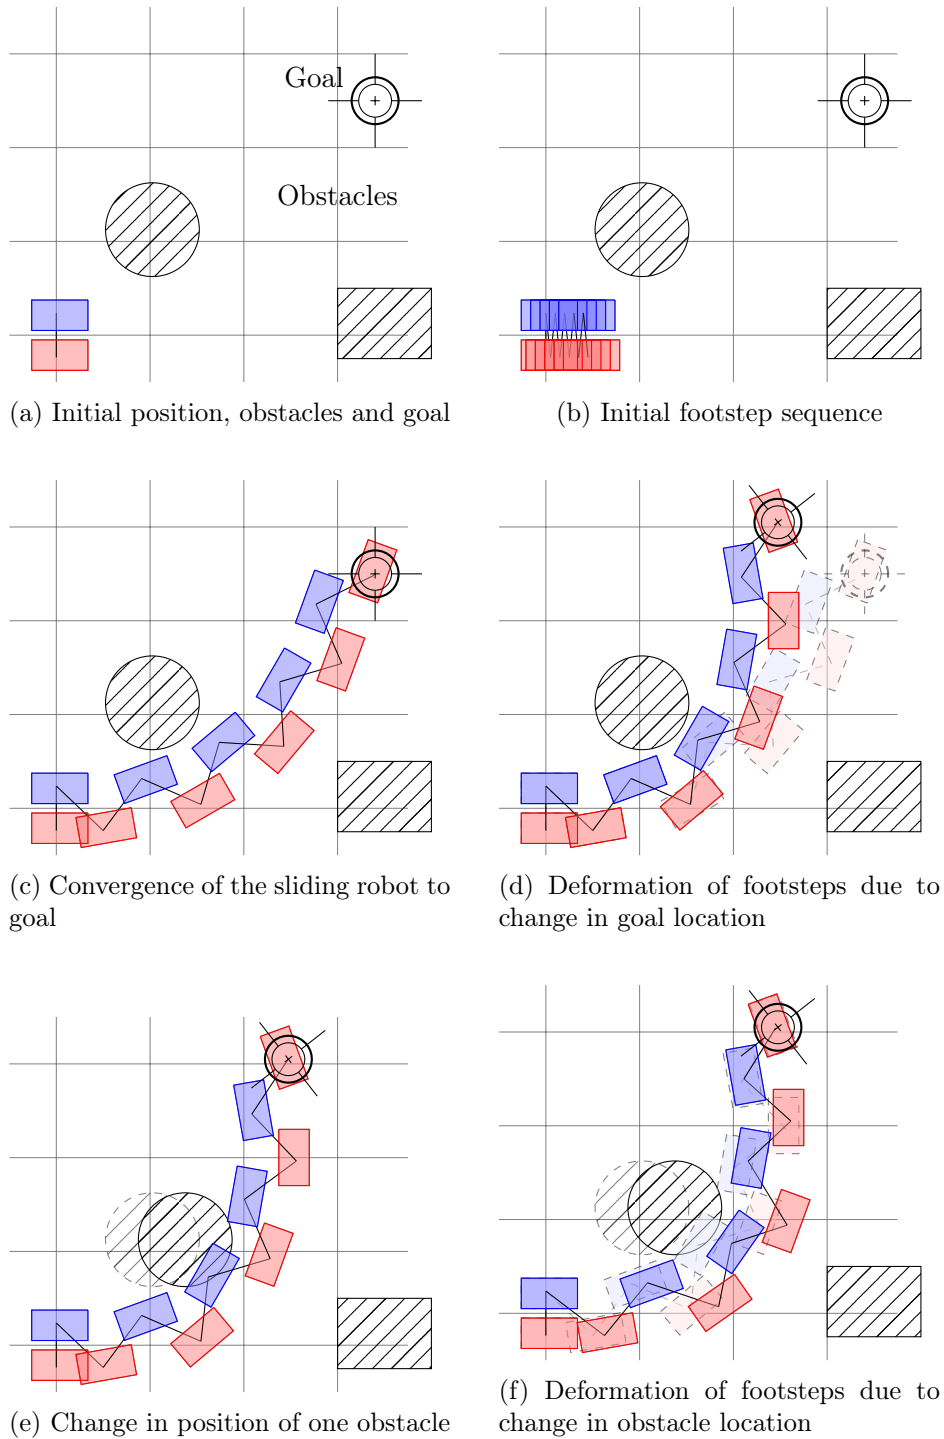 Goal
Obstacles
(a) Initial position, obstacles and goal
(b) Initial footstep sequence
(c) Convergence of the sliding robot to
goal
(d) Deformation of footsteps due to
change in goal location
(e) Change in position of one obstacle
(f) Deformation of footsteps due to
change in obstacle location